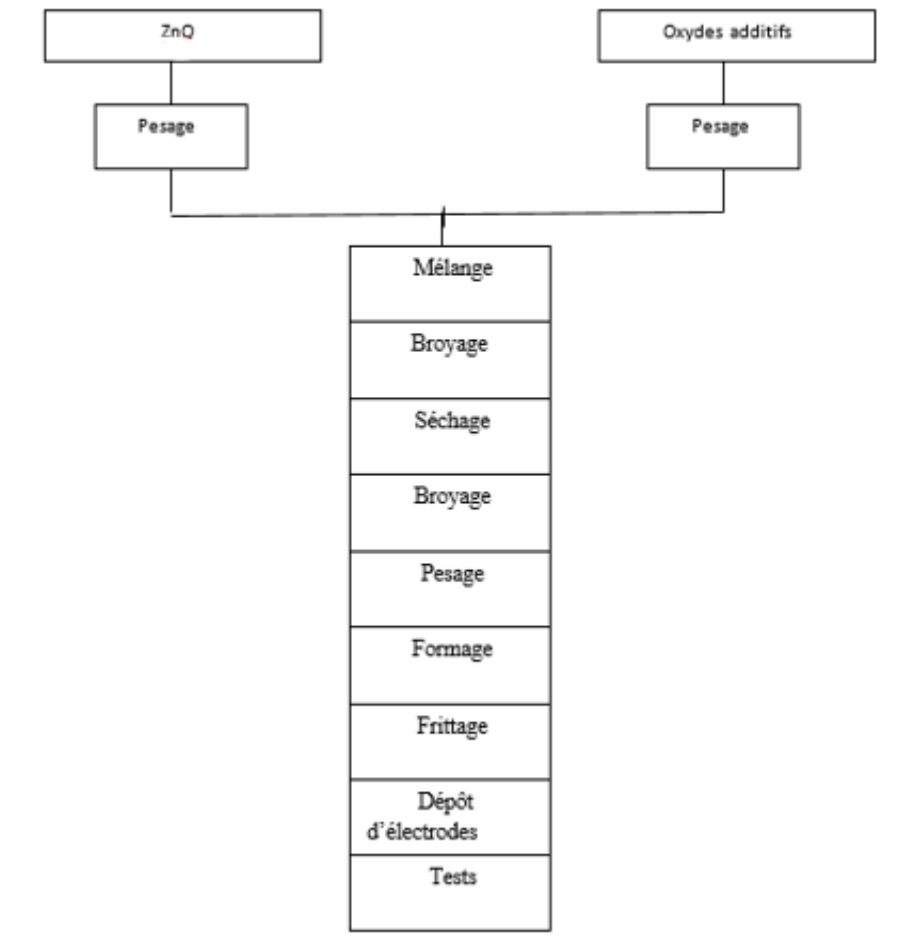 ZnO
Oxydes additifs
Pesage
Pesage
Mélange
Broyage
Séchage
Broyage
Pesage
Formage
Frittage
Dépôt
d'électrodes
Tests